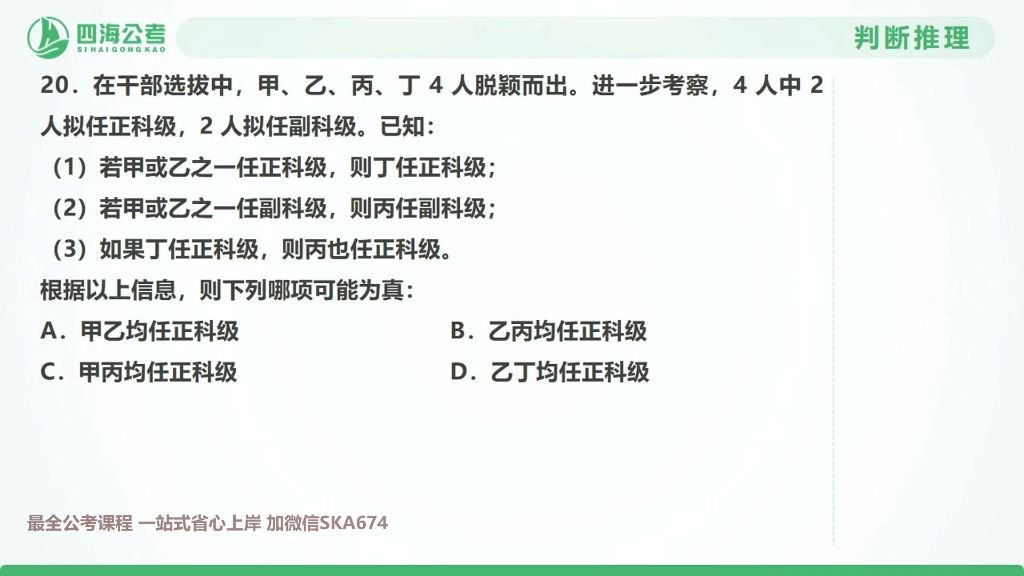 四海公考
SIHAIGONGKAO
判断推理
20．在干部选拔中，甲、乙、丙、丁 4 人脱颖而出。进一步考察，4 人中 2
人拟任正科级，2 人拟任副科级。已知：
（1）若甲或乙之一任正科级，则丁任正科级；
（2）若甲或乙之一任副科级，则丙任副科级；
（3）如果丁任正科级，则丙也任正科级。
根据以上信息，则下列哪项可能为真：
A．甲乙均任正科级 B．乙丙均任正科级
C．甲丙均任正科级 D．乙丁均任正科级
最全公考课程 一站式省心上岸 加微信SKA674